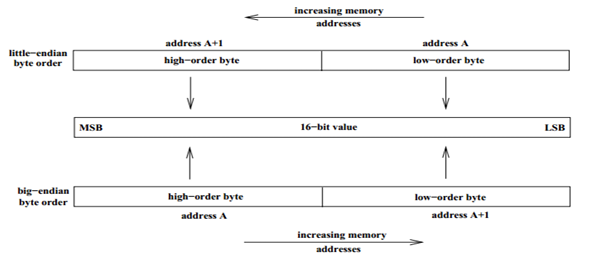 increasing memory
addresses
address A+1 address A
little-endian
byte order
high-order byte low-order byte
MSB 16-bit value LSB
big-endian
byte order
high-order byte low-order byte
address A address A+1
increasing memory
addresses